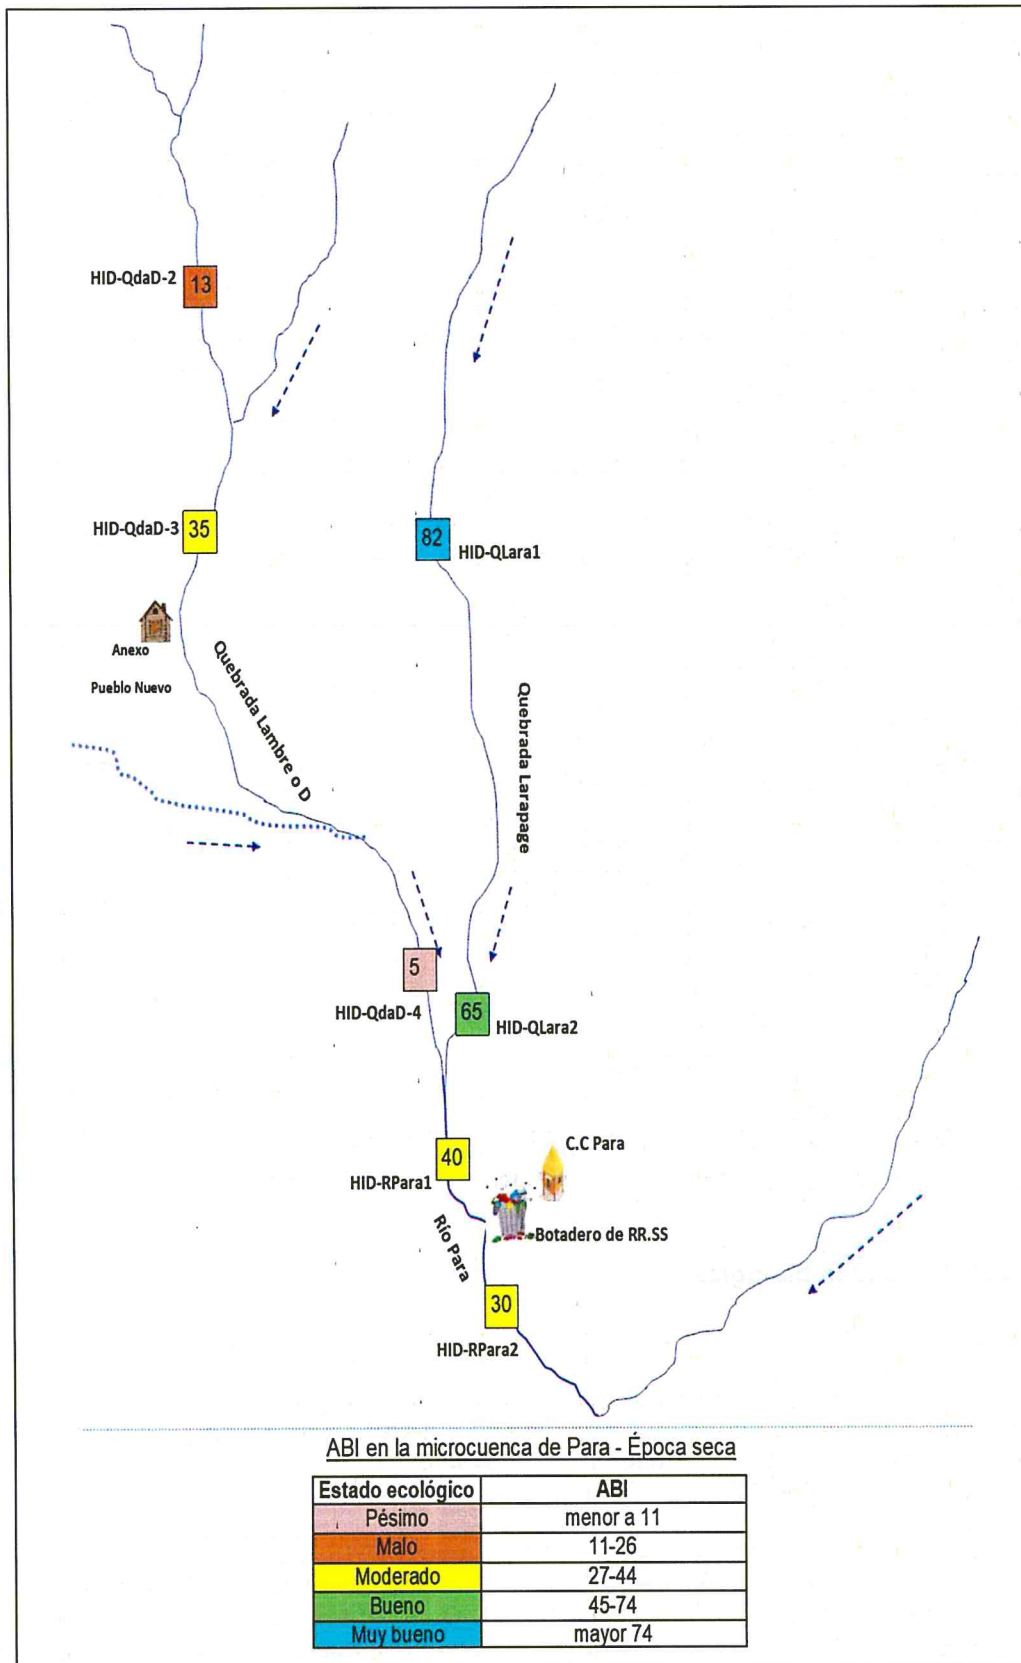 HID-QdaD-2
13
HID-QdaD-3
35
82
HID-QLara1
Anexo
Pueblo Nuevo
Quebrada Lambre o D
Quebrada Larapage
5
HID-QdaD-4
65
HID-QLara2
40
HID-RPara1
C.C Para
Botadero de RR.SS
Río Para
30
HID-RPara2
ABI en la microcuenca de Para - Época seca
Estado ecológico ABI
Pésimo menor a 11
Malo 11-26
Moderado 27-44
Bueno 45-74
Muy bueno mayor 74